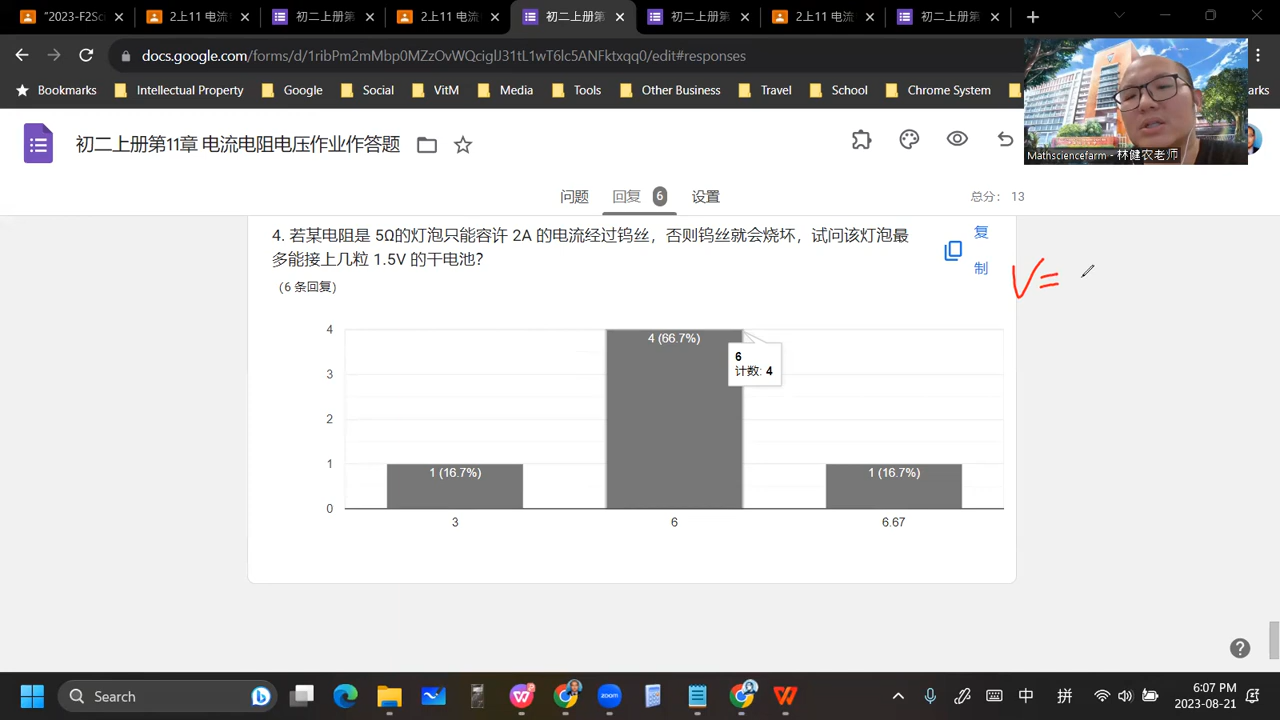 "2023-F2Sc
2上11 电流
初二上册第
2上11 电流
初二上册第
初二上册第
2上11 电流
初二上册第
Bookmarks
Intellectual Property
Google
VitM
Media
Tools
Other Business
Travel
School
Chrome System
arks
初二上册第11章 电流电阻电压作业作答题
Mathsciencefarm - 林健农老师
问题
回复 6
设置
总分： 13
4. 若某电阻是 5Ω的灯泡只能容许 2A 的电流经过钨丝，否则钨丝就会烧坏，试问该灯泡最
多能接上几粒 1.5V 的干电池？
(6 条回复)
复
制
V=
4
3
2
1
0
1 (16.7%)
4 (66.7%)
1 (16.7%)
6
计数: 4
3
6
6.67
Search
中
拼
6:07 PM
2023-08-21